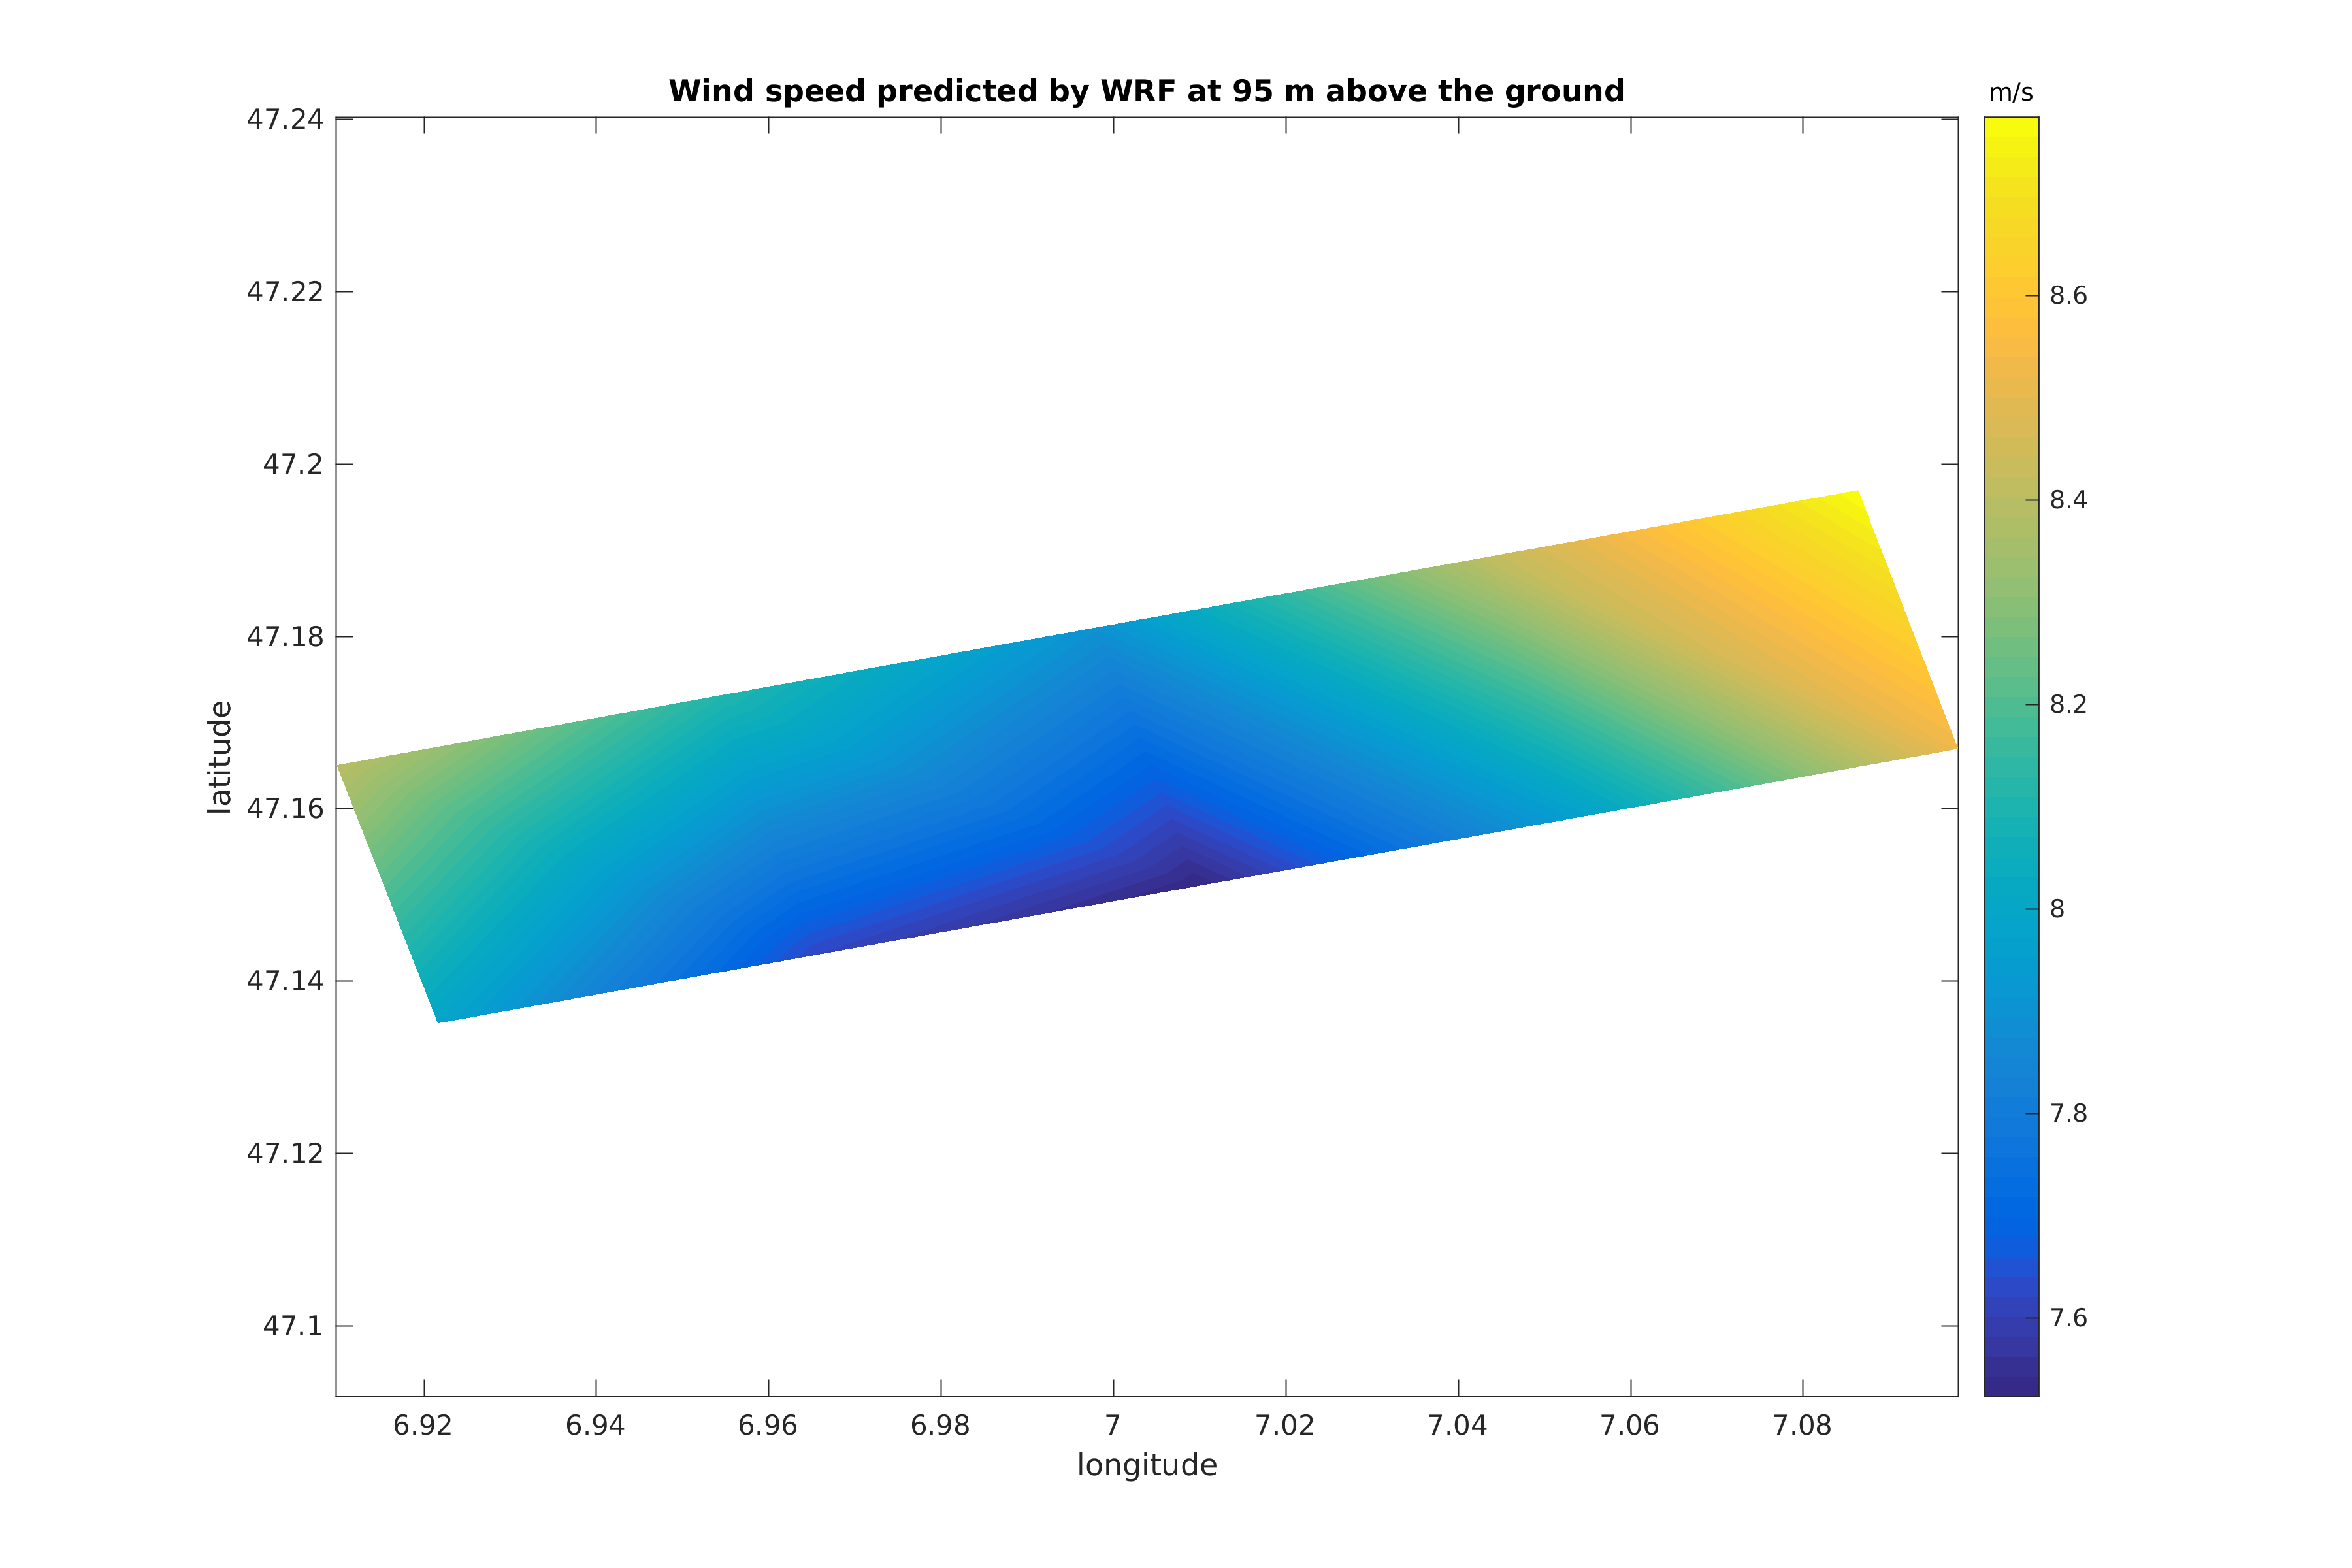 Wind speed predicted by WRF at 95 m above the ground
m/s
47.24
47.22
47.2
47.18
47.16
47.14
47.12
47.1
latitude
6.92 6.94 6.96 6.98 7 7.02 7.04 7.06 7.08
longitude
8.6
8.4
8.2
8
7.8
7.6